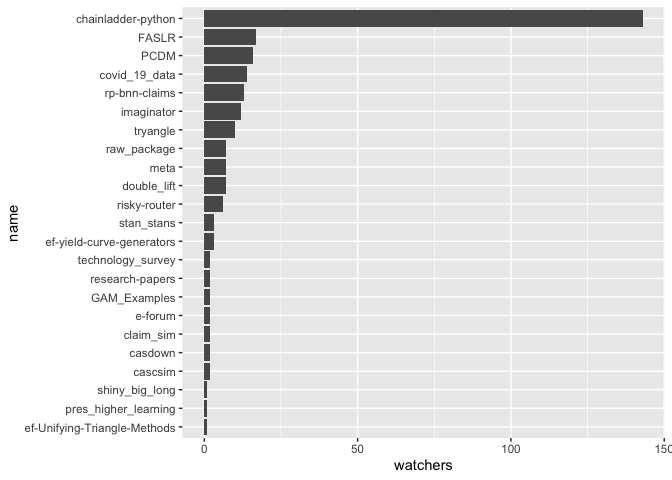 chainladder-python
FASLR
PCDM
covid_19_data
rp-bnn-claims
imaginator
tryangle
raw_package
meta
double_lift
risky-router
stan_stans
ef-yield-curve-generators
technology_survey
research-papers
GAM_Examples
e-forum
claim_sim
casdown
cascsim
shiny_big_long
pres_higher_learning
ef-Unifying-Triangle-Methods
name
0 50 100 150
watchers